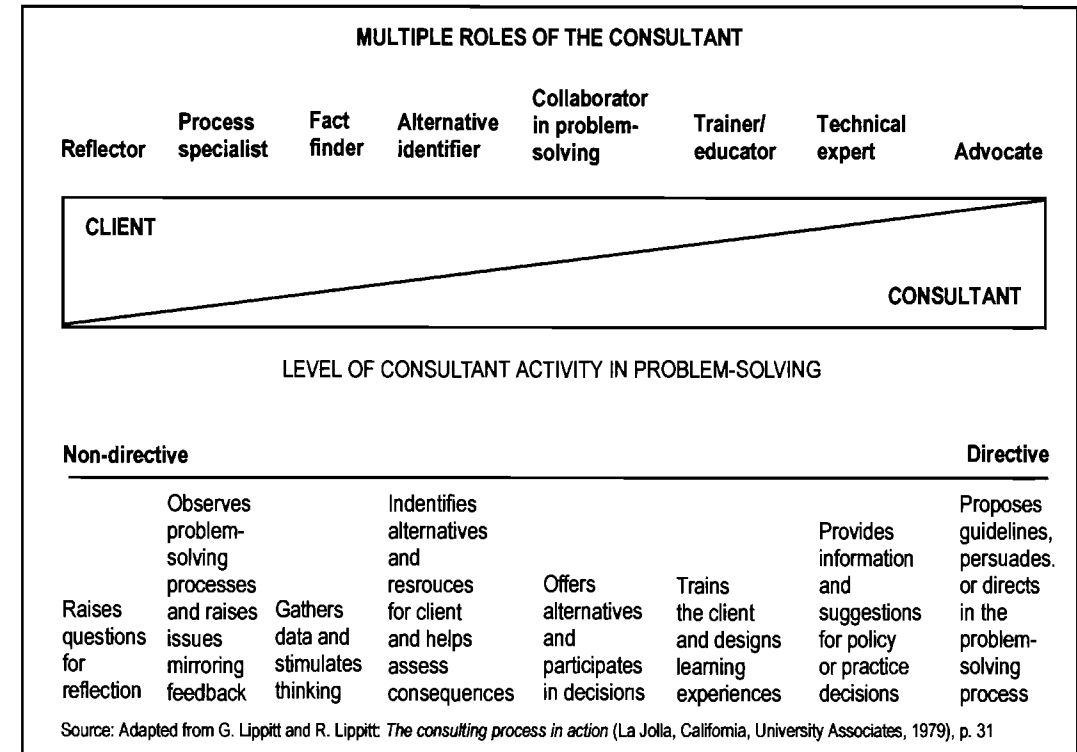 MULTIPLE ROLES OF THE CONSULTANT
Reflector
Process
specialist
Fact
finder
Alternative
identifier
Collaborator
in problem-
solving
Trainer/
educator
Technical
expert
Advocate
CLIENT
CONSULTANT
LEVEL OF CONSULTANT ACTIVITY IN PROBLEM-SOLVING
Non-directive
Directive
Raises
questions
for
reflection
Observes
problem-
solving
processes
and raises
issues
mirroring
feedback
Gathers
data and
stimulates
thinking
Indentifies
alternatives
and
resrouces
for client
and helps
assess
consequences
Offers
alternatives
and
participates
in decisions
Trains
the client
and designs
learning
experiences
Provides
information
and
suggestions
for policy
or practice
decisions
Proposes
guidelines,
persuades.
or directs
in the
problem-
solving
process
Source: Adapted from G. Lippitt and R. Lippitt: The consulting process in action (La Jolla, California, University Associates, 1979), p. 31